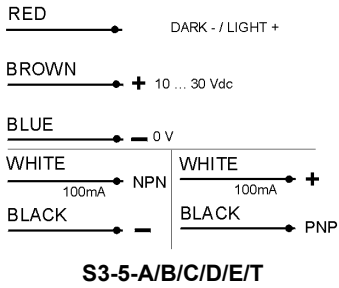 RED DARK - / LIGHT +
BROWN + 10 ... 30 Vdc
BLUE - 0 V
WHITE 100mA NPN
BLACK -
WHITE 100mA +
BLACK PNP
S3-5-A/B/C/D/E/T